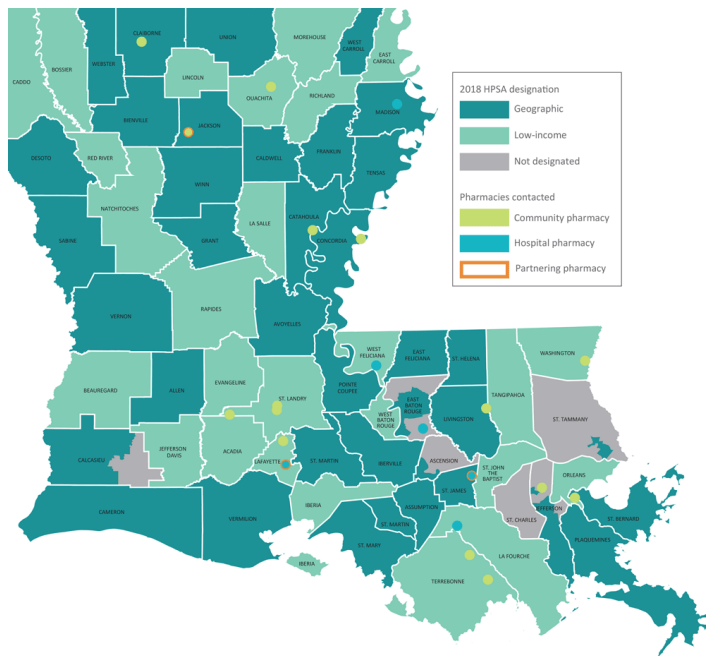 CLAIBORNE
UNION
MOREHOUSE
WEST
CARROLL
EAST
CARROLL
CADDO
BOSSIER
WEBSTER
LINCOLN
OUACHITA
RICHLAND
MADISON
BIENVILLE
JACKSON
DESOTO
RED RIVER
CALSWELL
FRANKLIN
TENSAS
WINN
NATCHITOCHES
SABINE
GRANT
LA SALLE
CATAHOULA
CONCORDIA
VERNON
RAPIDES
AVOYELLES
WEST
FELICIANA
EAST
FELICIANA
ST. HELENA
WASHINGTON
BEAUREGARD
ALLEN
EVANGELINE
ST. LANDRY
POINTE
COUPEE
WEST
BATON
ROUGE
EAST
BATON
ROUGE
LIVINGSTON
TANGIPAHOA
ST. TAMMANY
CALCASIEU
JEFFERSON
DAVIS
ACADIA
LAFAYETTE
ST. MARTIN
IBERVILLE
ASCENSION
ST. JOHN
THE
BAPTIST
ORLEANS
CAMERON
VERMILION
IBERIA
ASSUMPTION
ST. JAMES
ST. CHARLES
JEFFERSON
ST. BERNARD
ST. MARTIN
ST. MARY
LA FOURCHE
PLAQUEMINES
IBERIA
TERREBONNE
2018 HPSA designation
Geographic
Low-income
Not designated
Pharmacies contacted
Community pharmacy
Hospital pharmacy
Partnering pharmacy